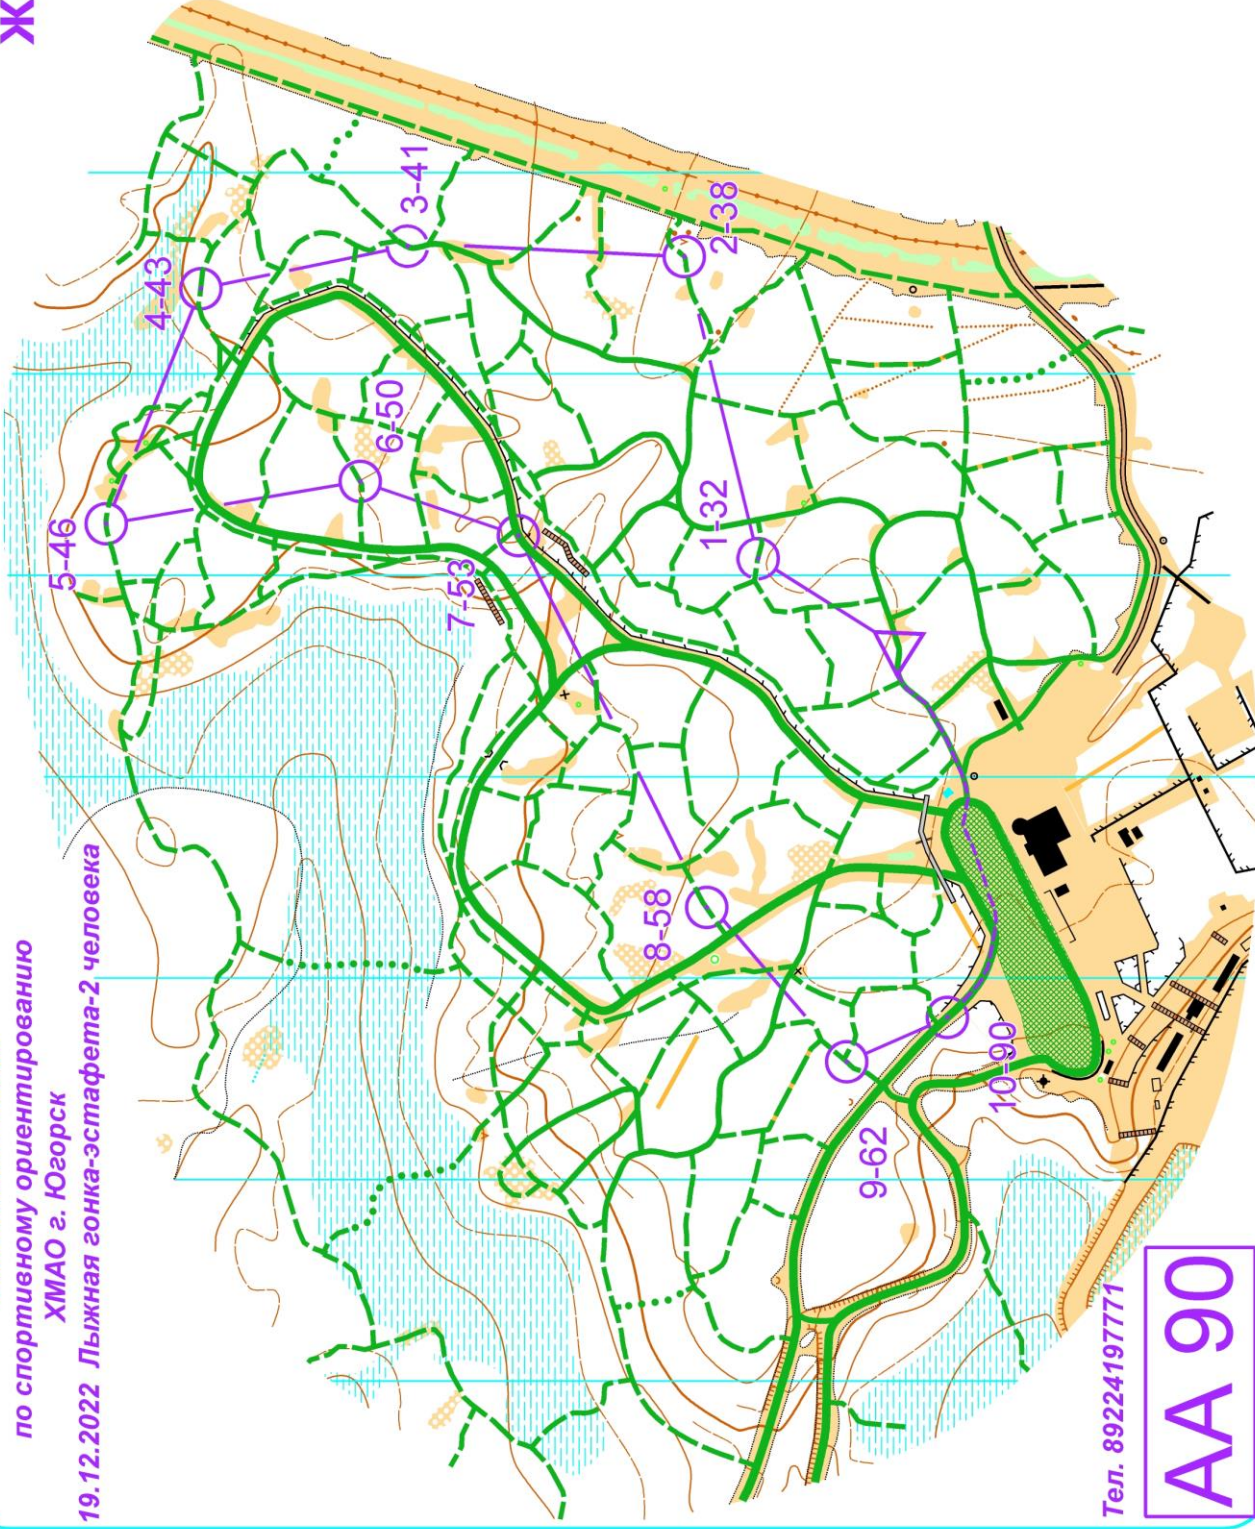 Ж
по спортивному ориентированию
ХМАО г. Югорск
19.12.2022 Лыжная гонка-эстафета-2 человека
1-32
2-38
3-41
4-43
5-46
6-50
7-53
8-58
9-62
10-90
Тел. 89224197771
АА 90